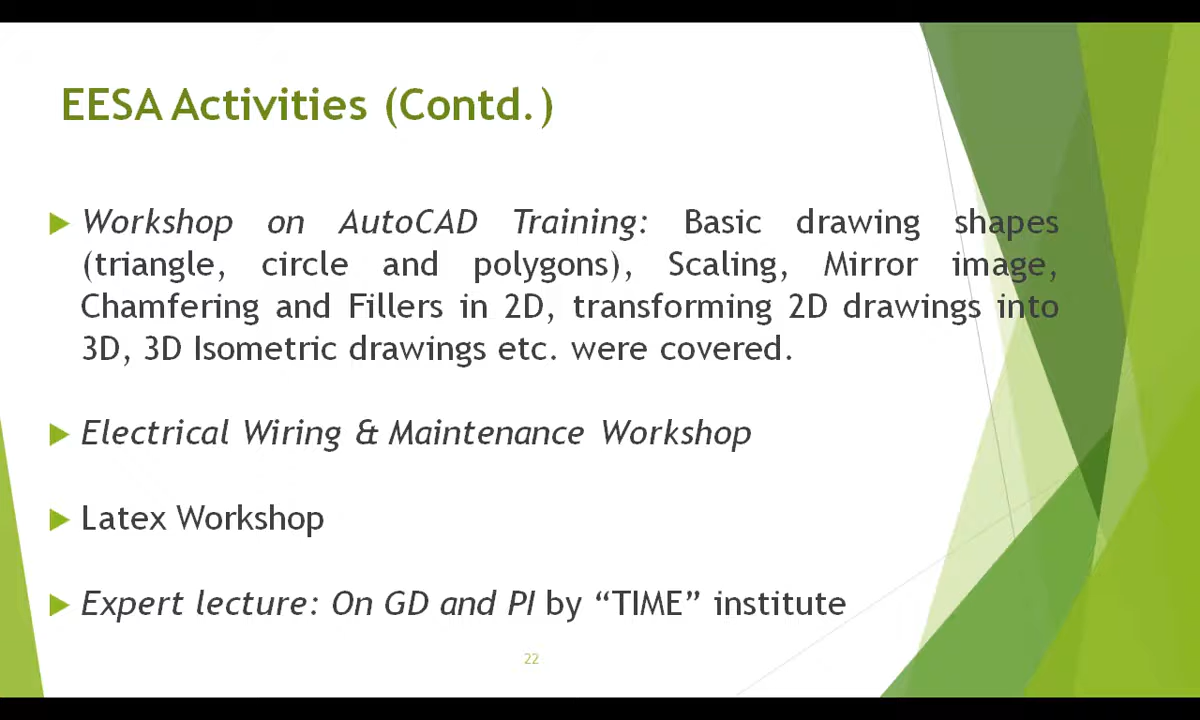 EESA Activities (Contd.)
Workshop on AutoCAD Training: Basic drawing shapes
(triangle, circle and polygons), Scaling, Mirror image,
Chamfering and Fillers in 2D, transforming 2D drawings into
3D, 3D Isometric drawings etc. were covered.
Electrical Wiring & Maintenance Workshop
Latex Workshop
Expert lecture: On GD and PI by “TIME” institute
22